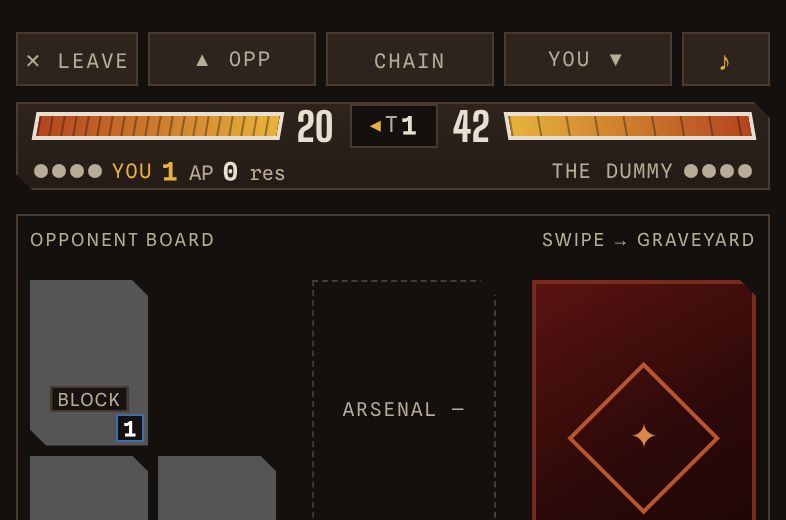 ✕ LEAVE ▲ OPP CHAIN YOU ▼ ♪
20 ◀T1 42
YOU 1 AP 0 res THE DUMMY
OPPONENT BOARD SWIPE → GRAVEYARD
BLOCK
1
ARSENAL —